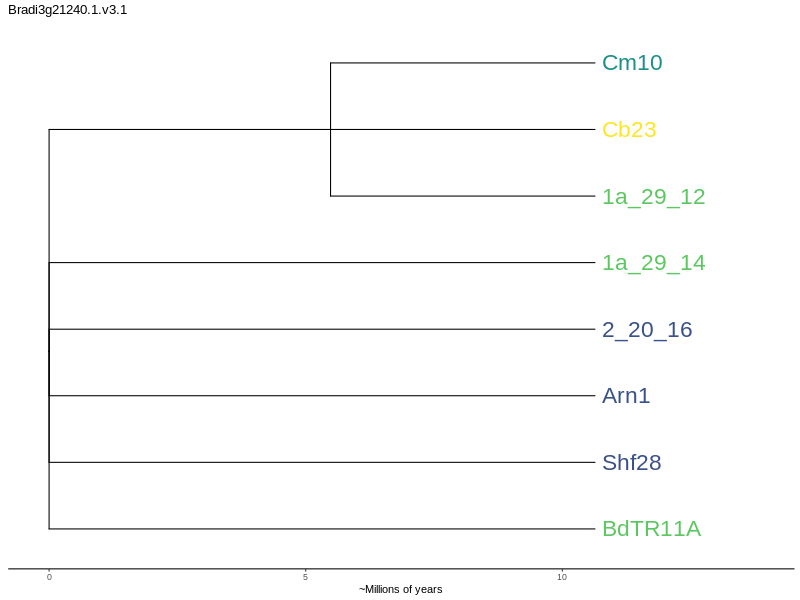 Bradi3g21240.1.v3.1
Cm10
Cb23
1a_29_12
1a_29_14
2_20_16
Arn1
Shf28
BdTR11A
0 5 10
~Millions of years